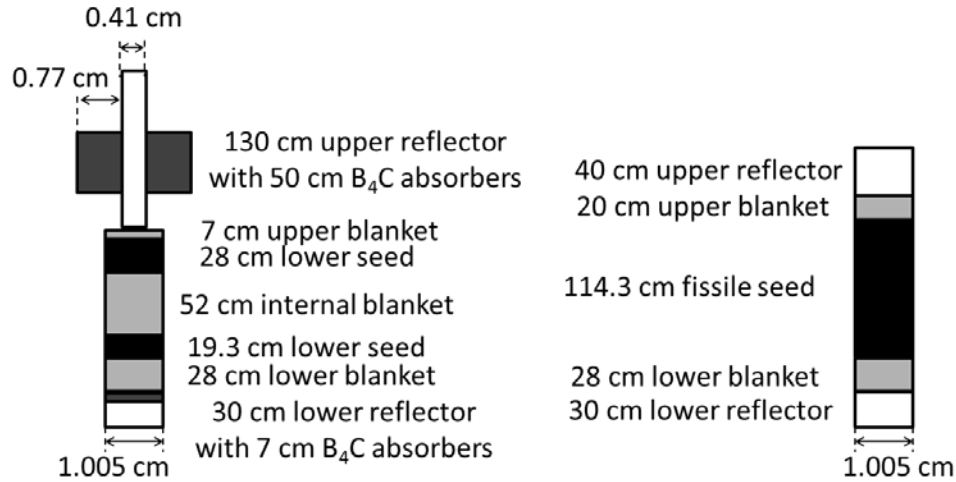 0.41 cm
0.77 cm
130 cm upper reflector
with 50 cm B₄C absorbers
7 cm upper blanket
28 cm lower seed
52 cm internal blanket
19.3 cm lower seed
28 cm lower blanket
30 cm lower reflector
with 7 cm B₄C absorbers
1.005 cm
40 cm upper reflector
20 cm upper blanket
114.3 cm fissile seed
28 cm lower blanket
30 cm lower reflector
1.005 cm